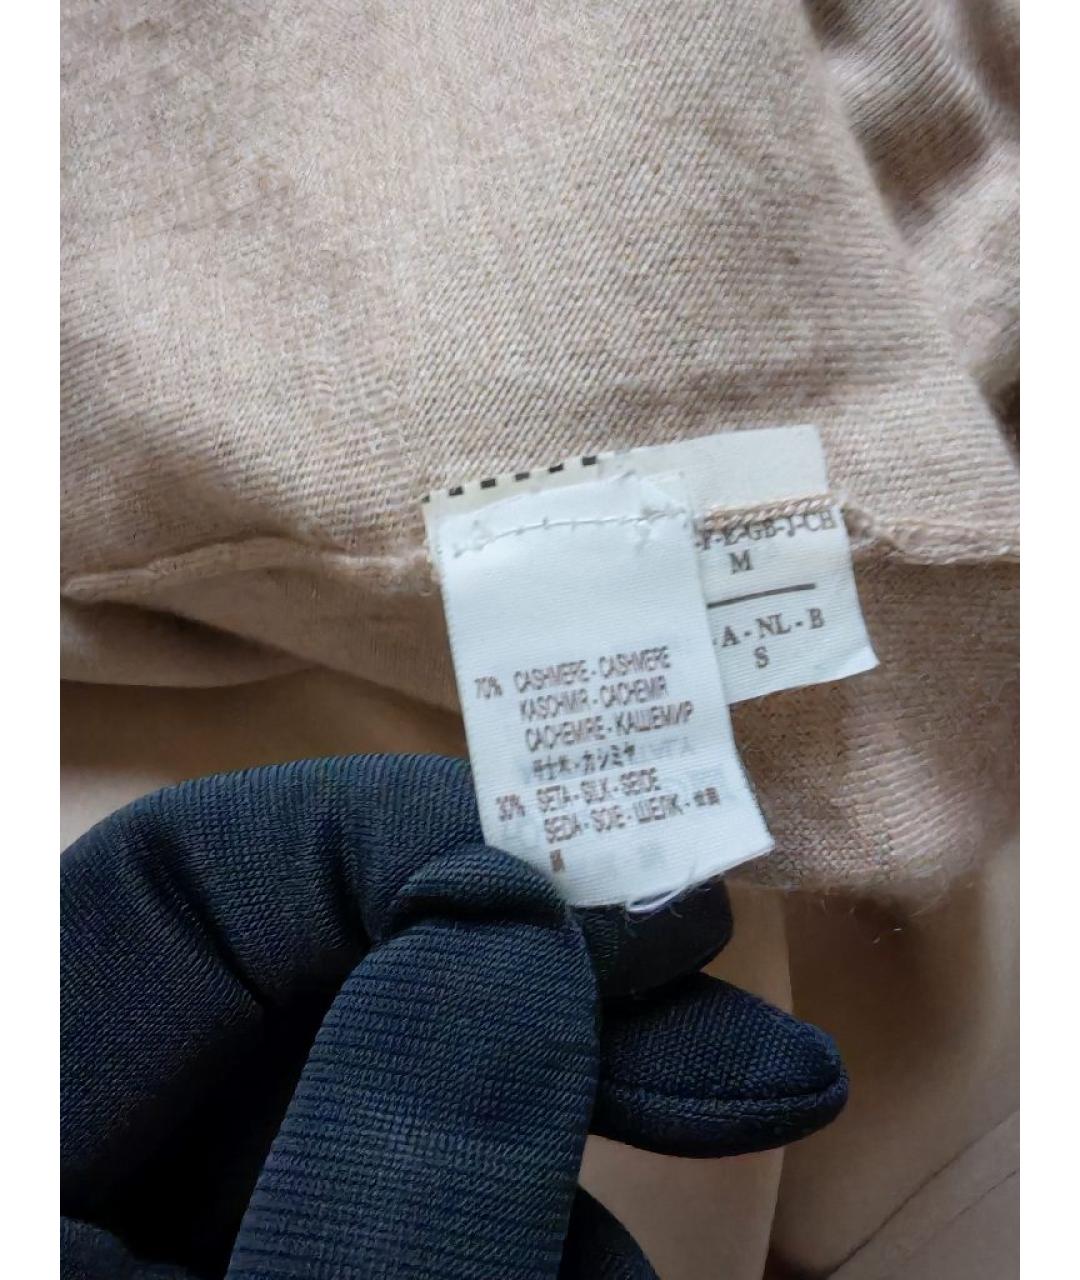 -F-E-GB-J-CH
M
-A-NL-B
S
70% CASHMERE-CASHMERE
KASCHMIR-CACHEMIR
CACHEMIRE-КАШЕМИР
カシミヤ
30% SETA-SILK-SEIDE
SEDA-SOIE-ШЕЛК-